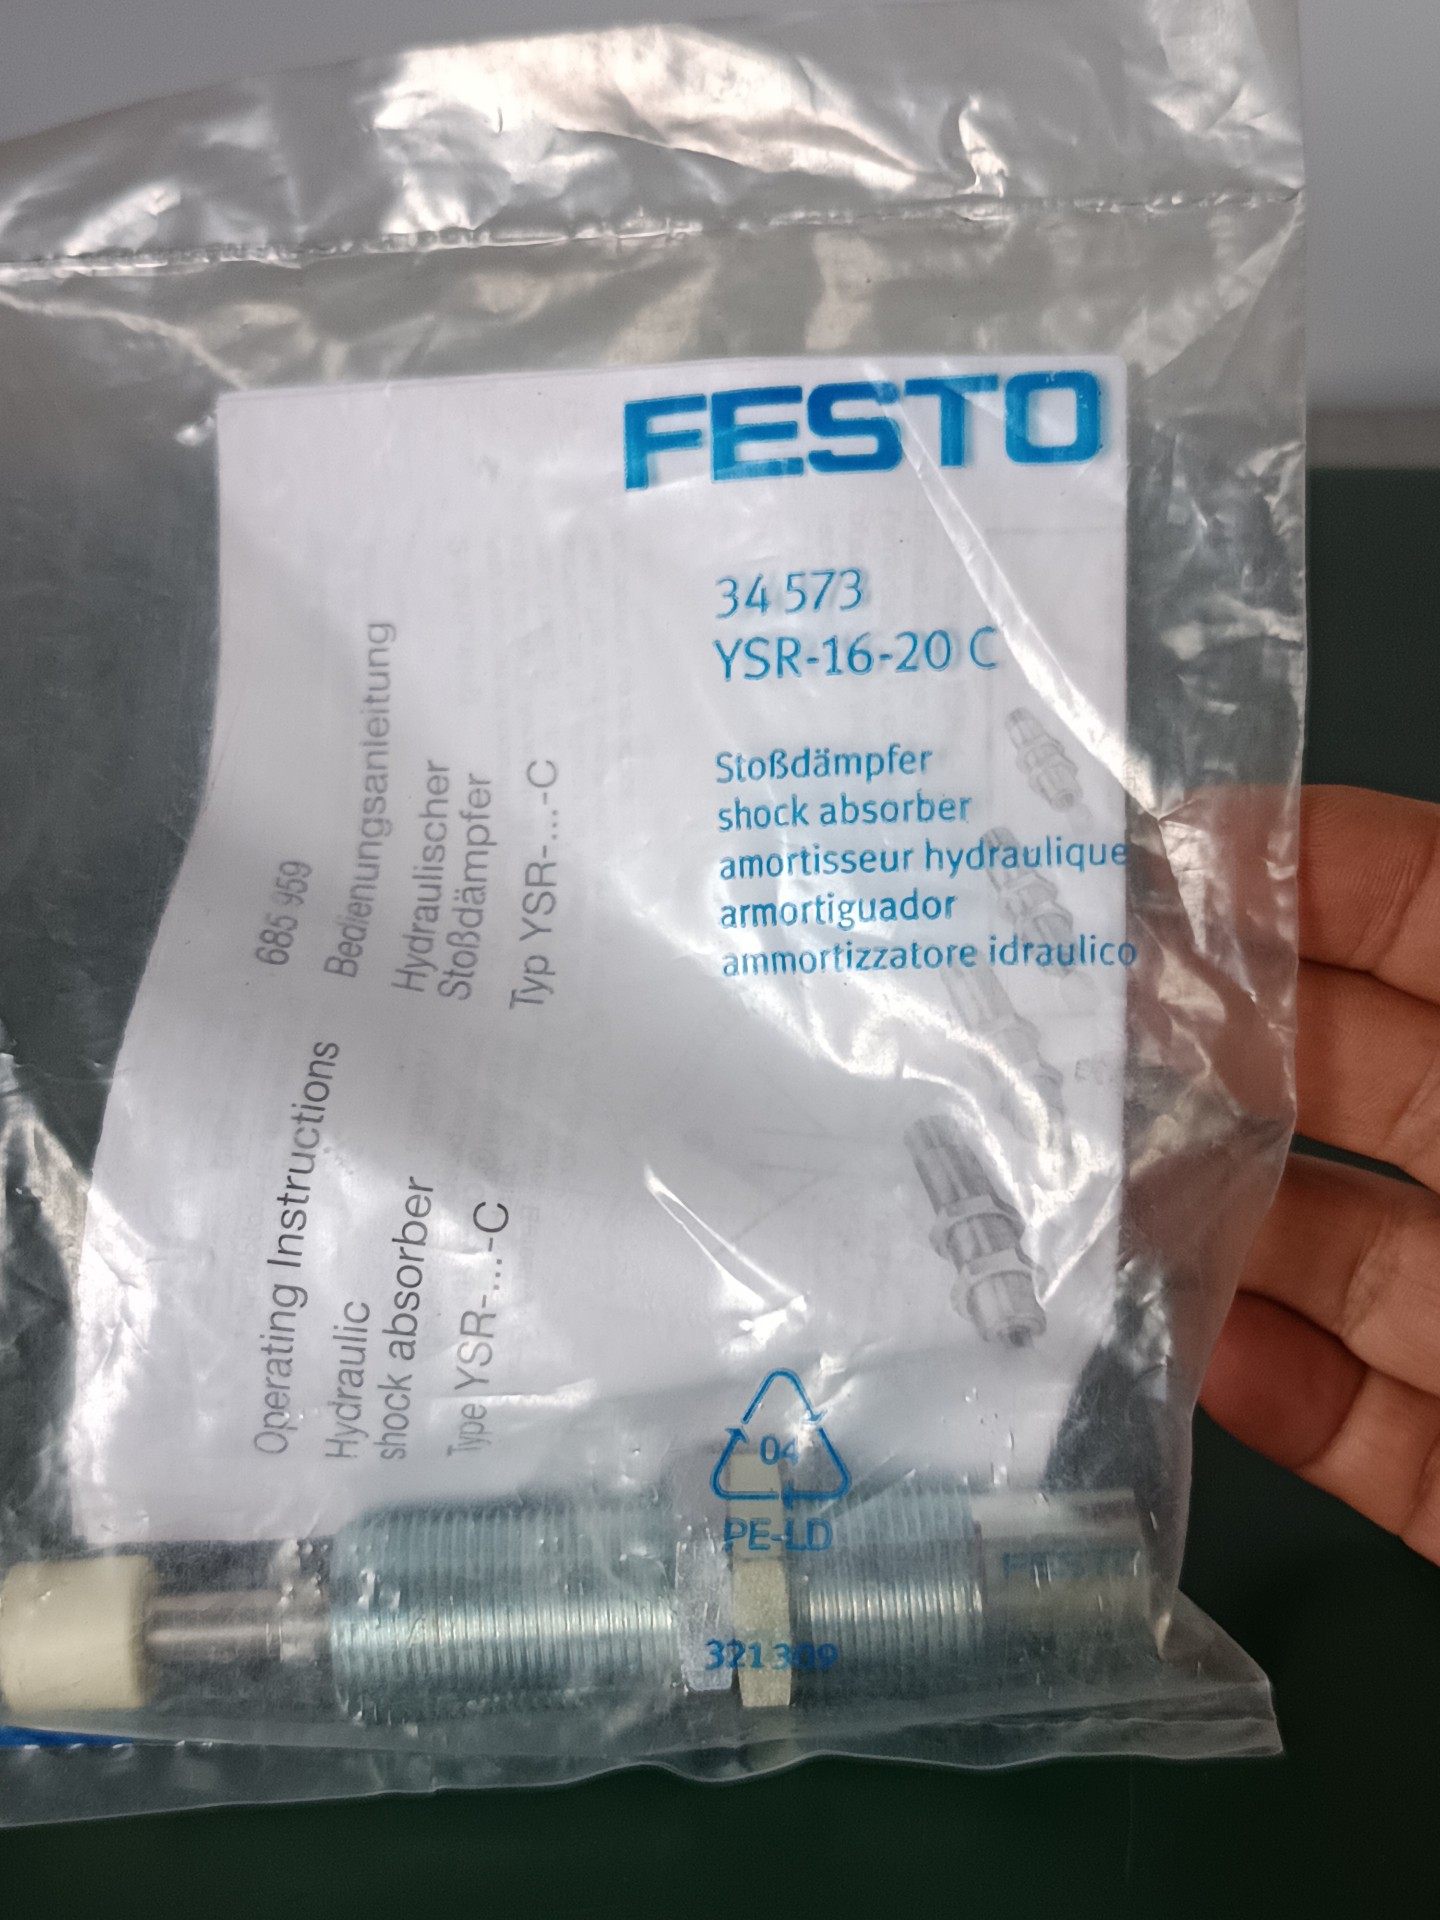 FESTO
34 573
YSR-16-20 C
Stoßdämpfer
shock absorber
amortisseur hydraulique
armortiguador
ammortizzatore idraulico
685 959
Bedienungsanleitung
Hydraulischer
Stoßdämpfer
Typ YSR-...-C
Operating Instructions
Hydraulic
shock absorber
Type YSR-...-C
04
PE-LD
FESTO
321 309